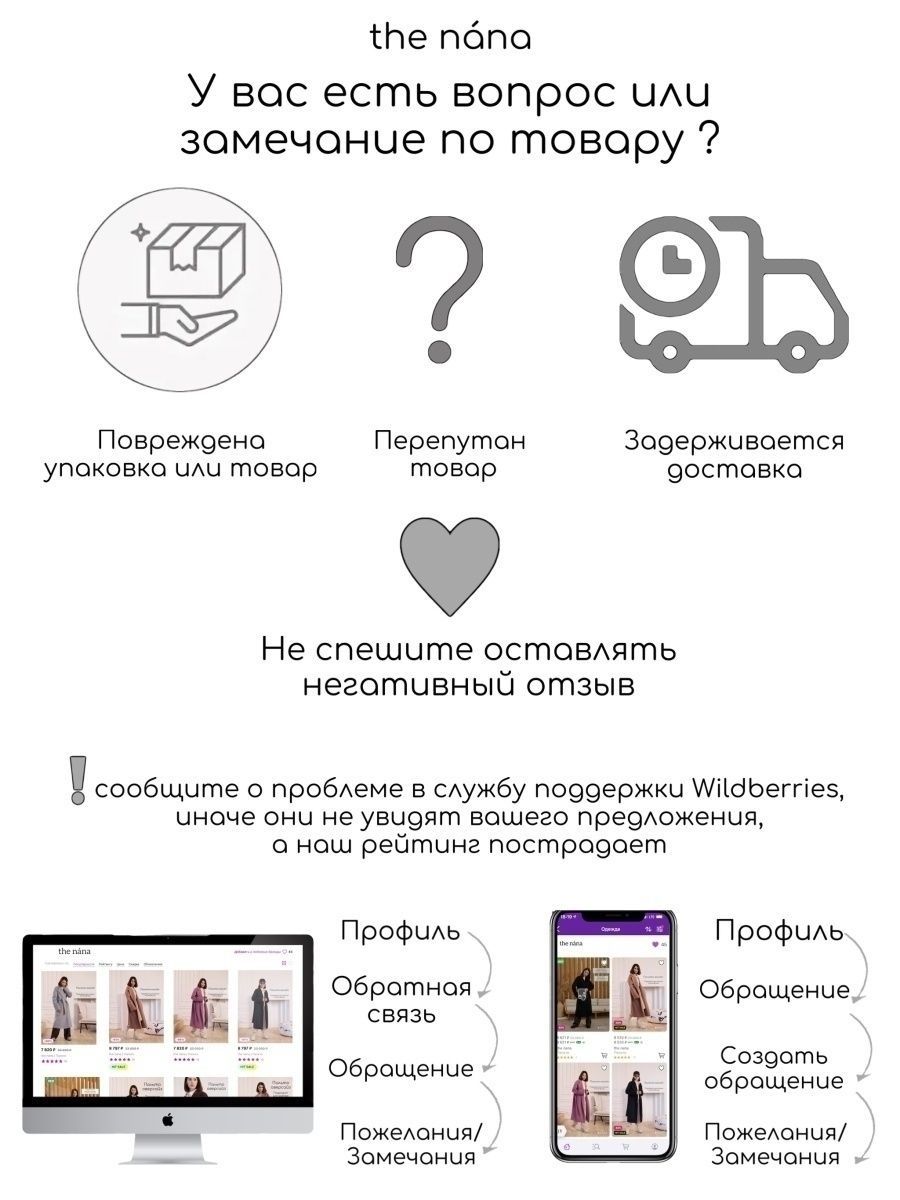 the nána
У вас есть вопрос или
замечание по товару ?
Повреждена
упаковка или товар
Перепутан
товар
Задерживается
доставка
Не спешите оставлять
негативный отзыв
! сообщите о проблеме в службу поддержки Wildberries,
иначе они не увидят вашего предложения,
а наш рейтинг пострадает
the nána
Профиль
Обратная
связь
Обращение
Пожелания/
Замечания
Одежда
the nána
Профиль
Обращение
Создать
обращение
Пожелания/
Замечания